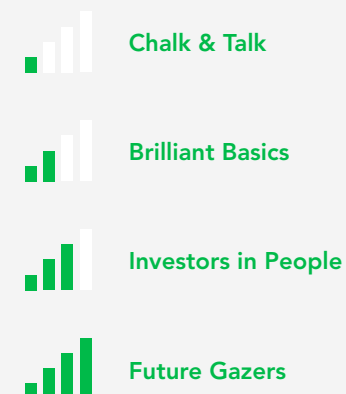 Chalk & Talk
Brilliant Basics
Investors in People
Future Gazers